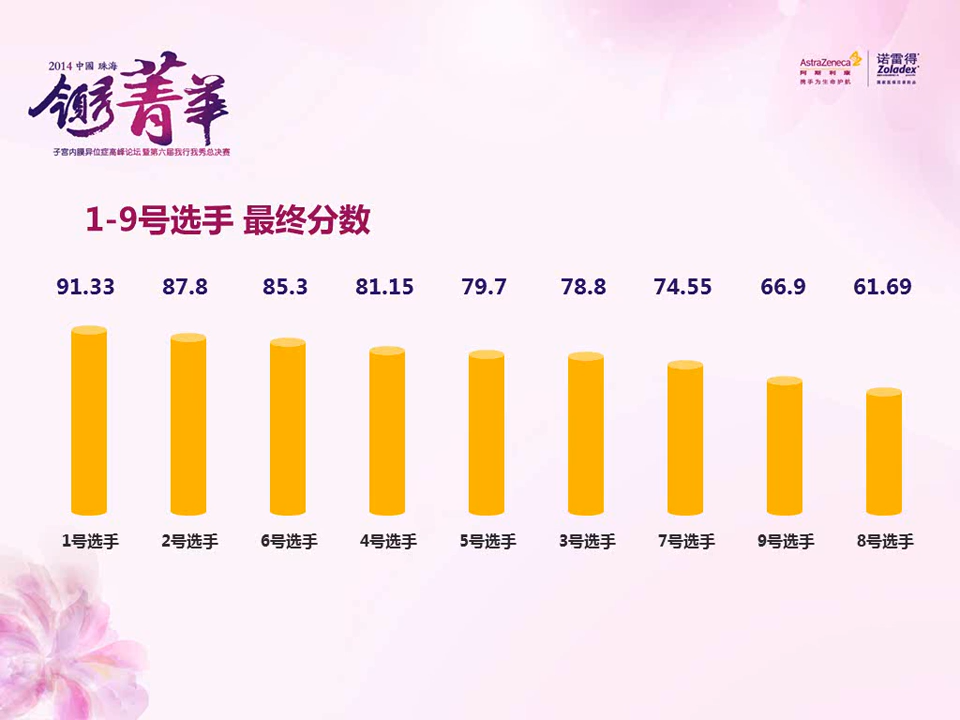 2014 中國 珠海
领秀菁华
子宫内膜异位症高峰论坛 暨第六届我行我秀总决赛
AstraZeneca
阿斯利康
携手为生命护航
诺雷得
Zoladex
1-9号选手 最终分数
91.33 87.8 85.3 81.15 79.7 78.8 74.55 66.9 61.69
1号选手 2号选手 6号选手 4号选手 5号选手 3号选手 7号选手 9号选手 8号选手